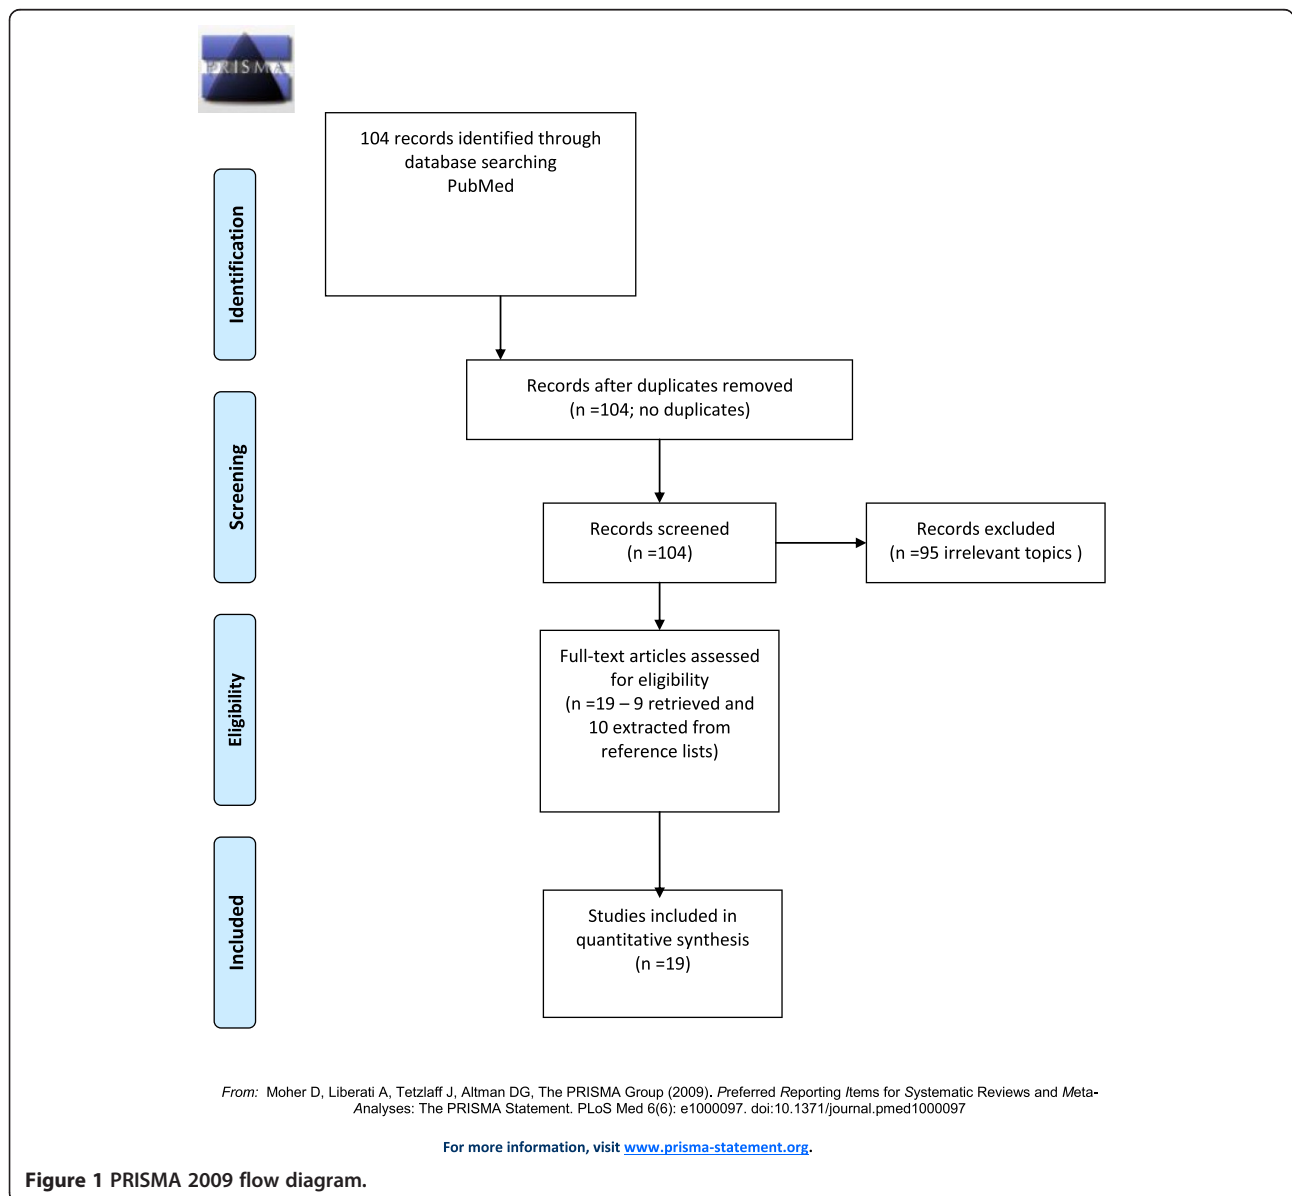 PRISMA
104 records identified through
database searching
PubMed
Identification
Records after duplicates removed
(n =104; no duplicates)
Screening
Records screened
(n =104)
Records excluded
(n =95 irrelevant topics )
Eligibility
Full-text articles assessed
for eligibility
(n =19 – 9 retrieved and
10 extracted from
reference lists)
Included
Studies included in
quantitative synthesis
(n =19)
From: Moher D, Liberati A, Tetzlaff J, Altman DG, The PRISMA Group (2009). Preferred Reporting Items for Systematic Reviews and Meta-
Analyses: The PRISMA Statement. PLoS Med 6(6): e1000097. doi:10.1371/journal.pmed1000097
For more information, visit www.prisma-statement.org.
Figure 1 PRISMA 2009 flow diagram.